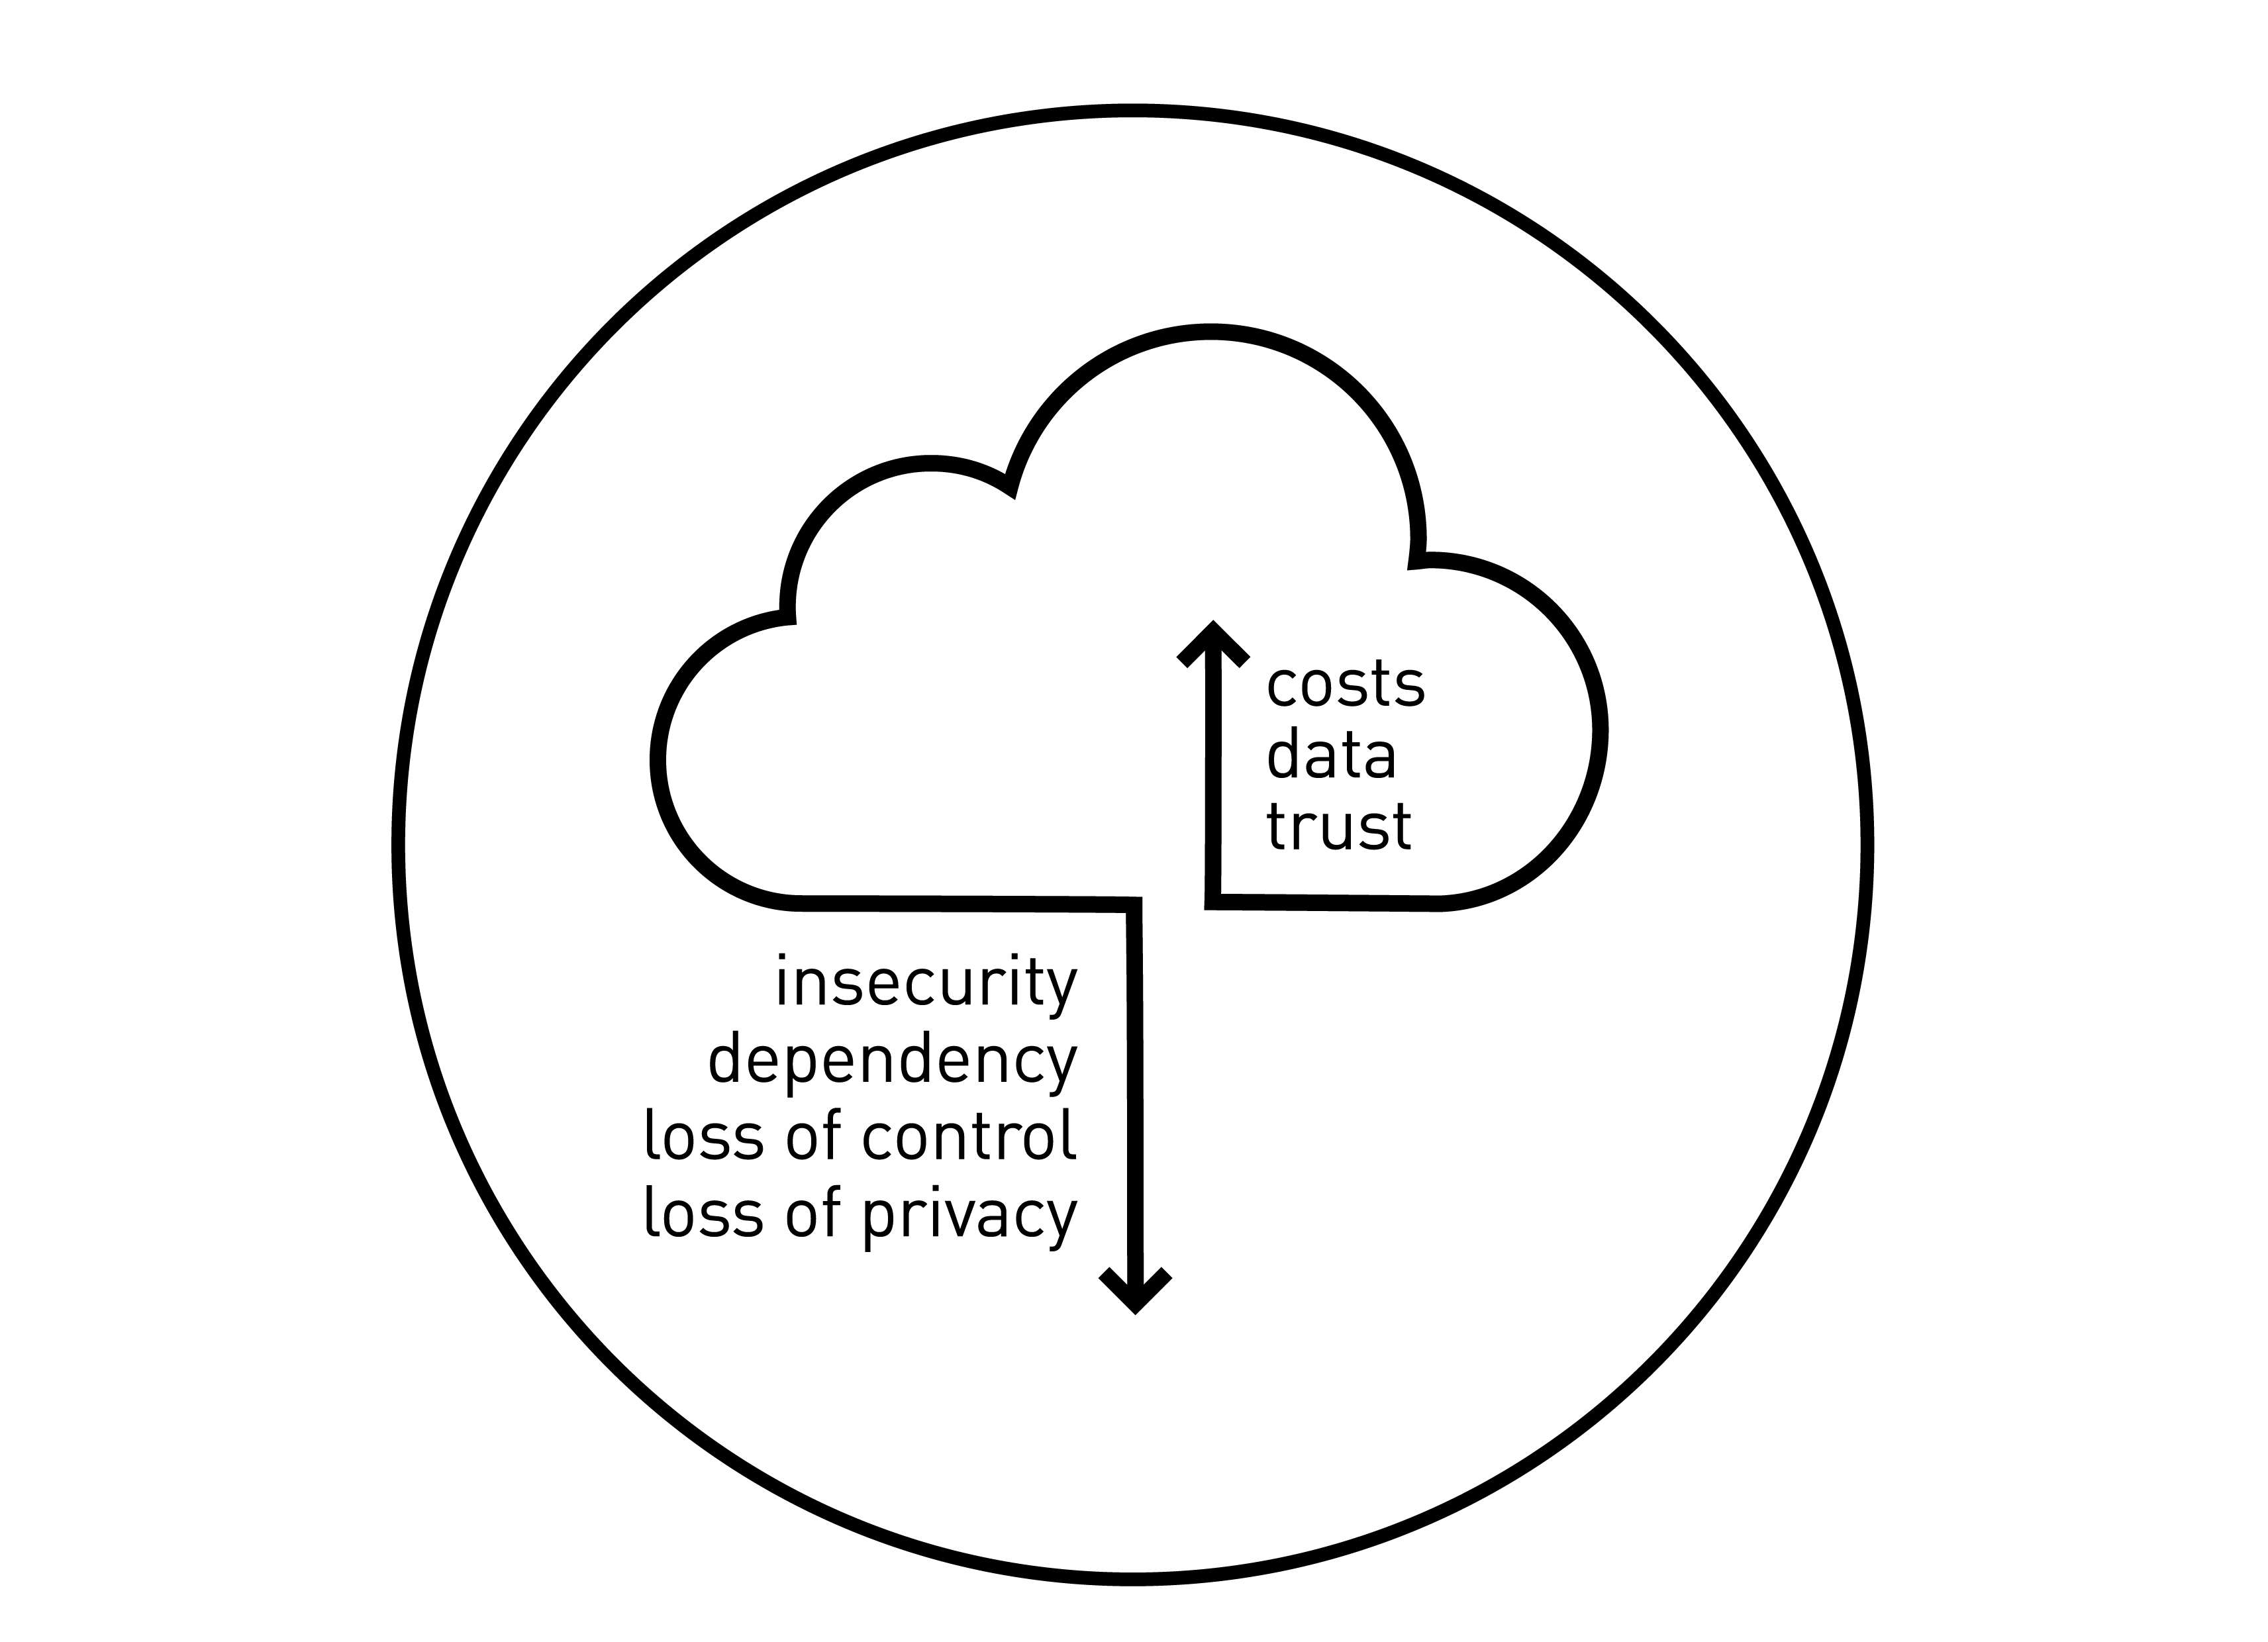 costs
data
trust
insecurity
dependency
loss of control
loss of privacy